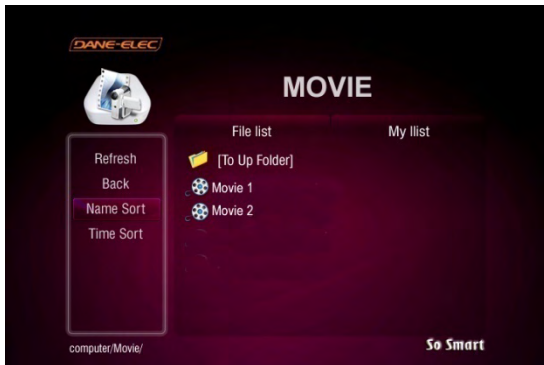 DANE-ELEC
MOVIE
File list
My llist
Refresh
Back
Name Sort
Time Sort
[To Up Folder]
Movie 1
Movie 2
computer/Movie/
So Smart